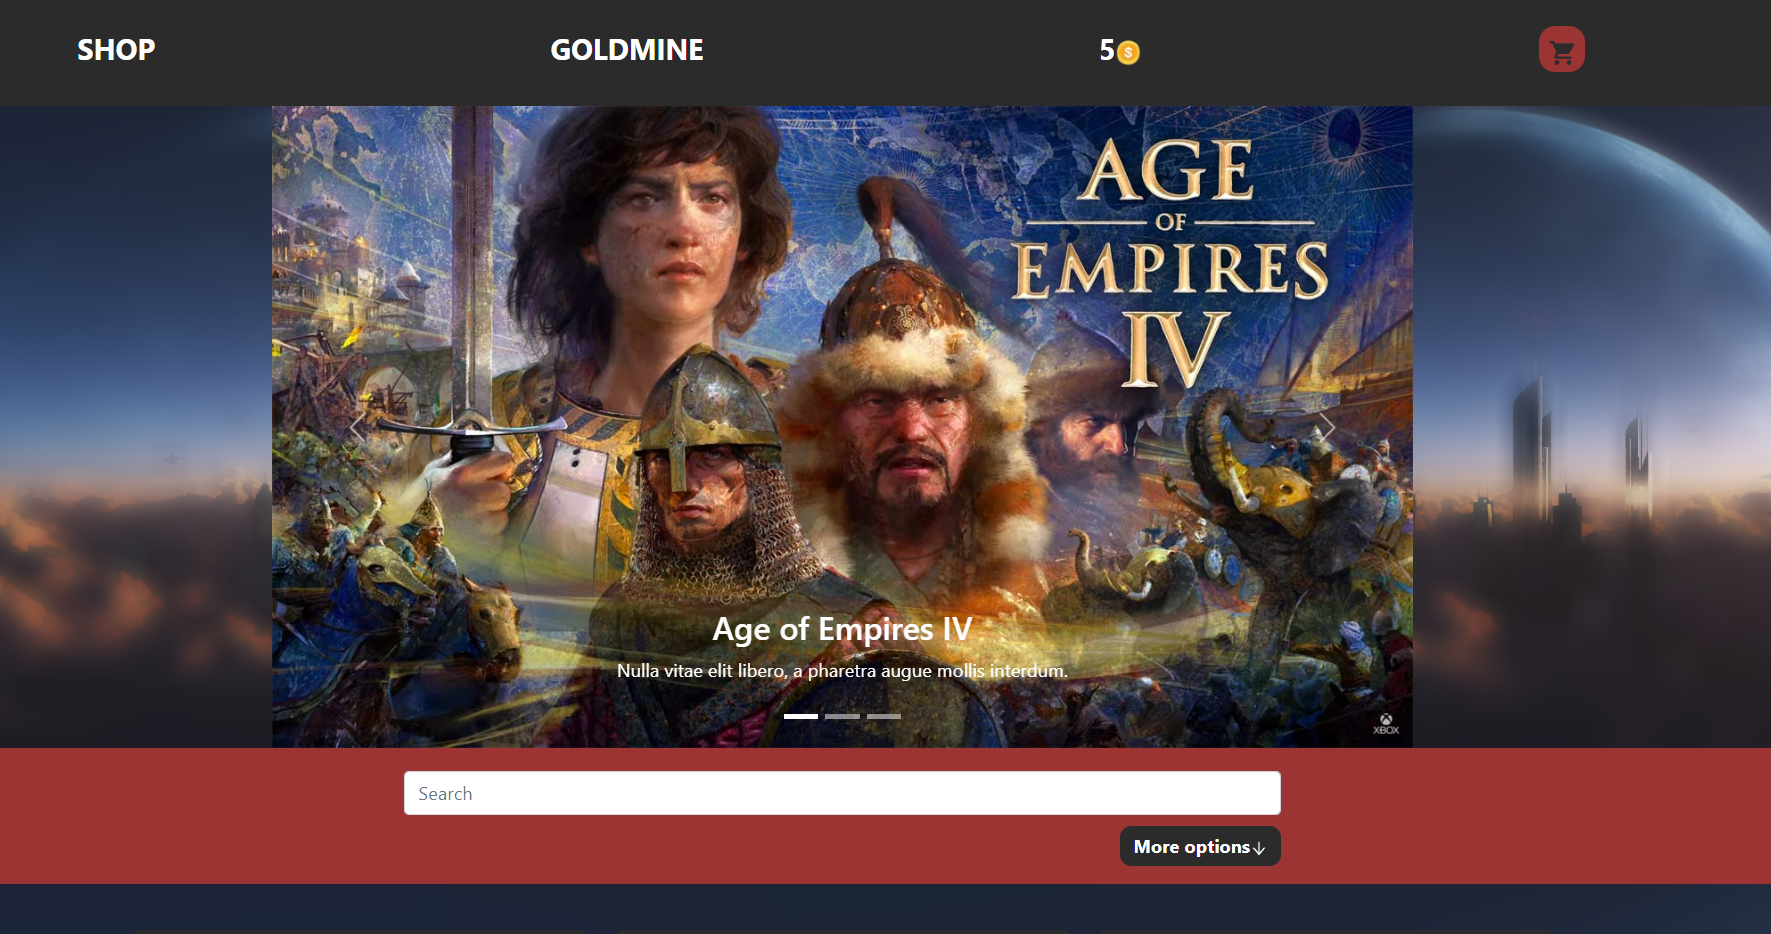 SHOP
GOLDMINE
5
$
AGE
OF
EMPIRES
IV
Age of Empires IV
Nulla vitae elit libero, a pharetra augue mollis interdum.
XBOX
Search
More options↓